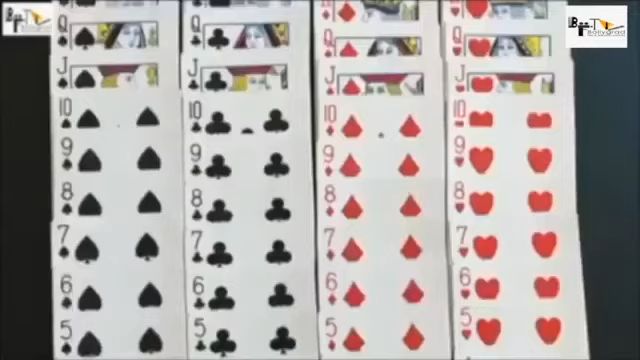 Q Q Q Q
J J J J
10 10 10 10
9 9 9 9
8 8 8 8
7 7 7 7
6 6 6 6
5 5 5 5